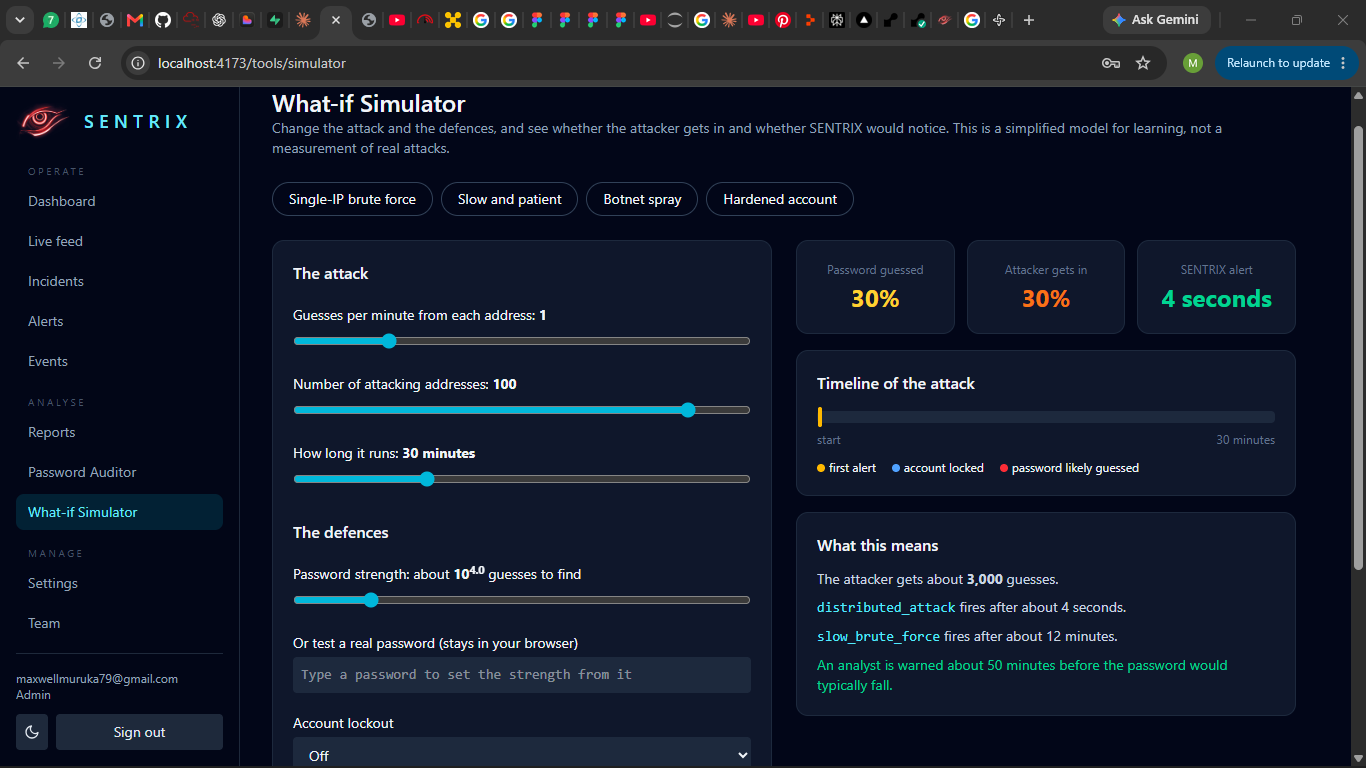 7
Ask Gemini
localhost:4173/tools/simulator
M
Relaunch to update
SENTRIX
OPERATE
Dashboard
Live feed
Incidents
Alerts
Events
ANALYSE
Reports
Password Auditor
What-if Simulator
MANAGE
Settings
Team
maxwellmuruka79@gmail.com
Admin
Sign out
What-if Simulator
Change the attack and the defences, and see whether the attacker gets in and whether SENTRIX would notice. This is a simplified model for learning, not a
measurement of real attacks.
Single-IP brute force
Slow and patient
Botnet spray
Hardened account
The attack
Guesses per minute from each address: 1
Number of attacking addresses: 100
How long it runs: 30 minutes
The defences
Password strength: about 10^4.0 guesses to find
Or test a real password (stays in your browser)
Type a password to set the strength from it
Account lockout
Off
Password guessed
30%
Attacker gets in
30%
SENTRIX alert
4 seconds
Timeline of the attack
start
30 minutes
first alert
account locked
password likely guessed
What this means
The attacker gets about 3,000 guesses.
distributed_attack fires after about 4 seconds.
slow_brute_force fires after about 12 minutes.
An analyst is warned about 50 minutes before the password would
typically fall.